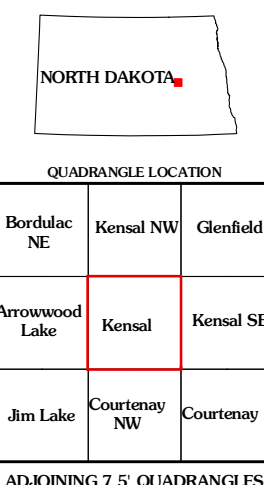 NORTH DAKOTA
QUADRANGLE LOCATION
Bordulac NE
Kensal NW
Glenfield
Arrowwood Lake
Kensal
Kensal SE
Jim Lake
Courtenay NW
Courtenay
ADJOINING 7.5' QUADRANGLES